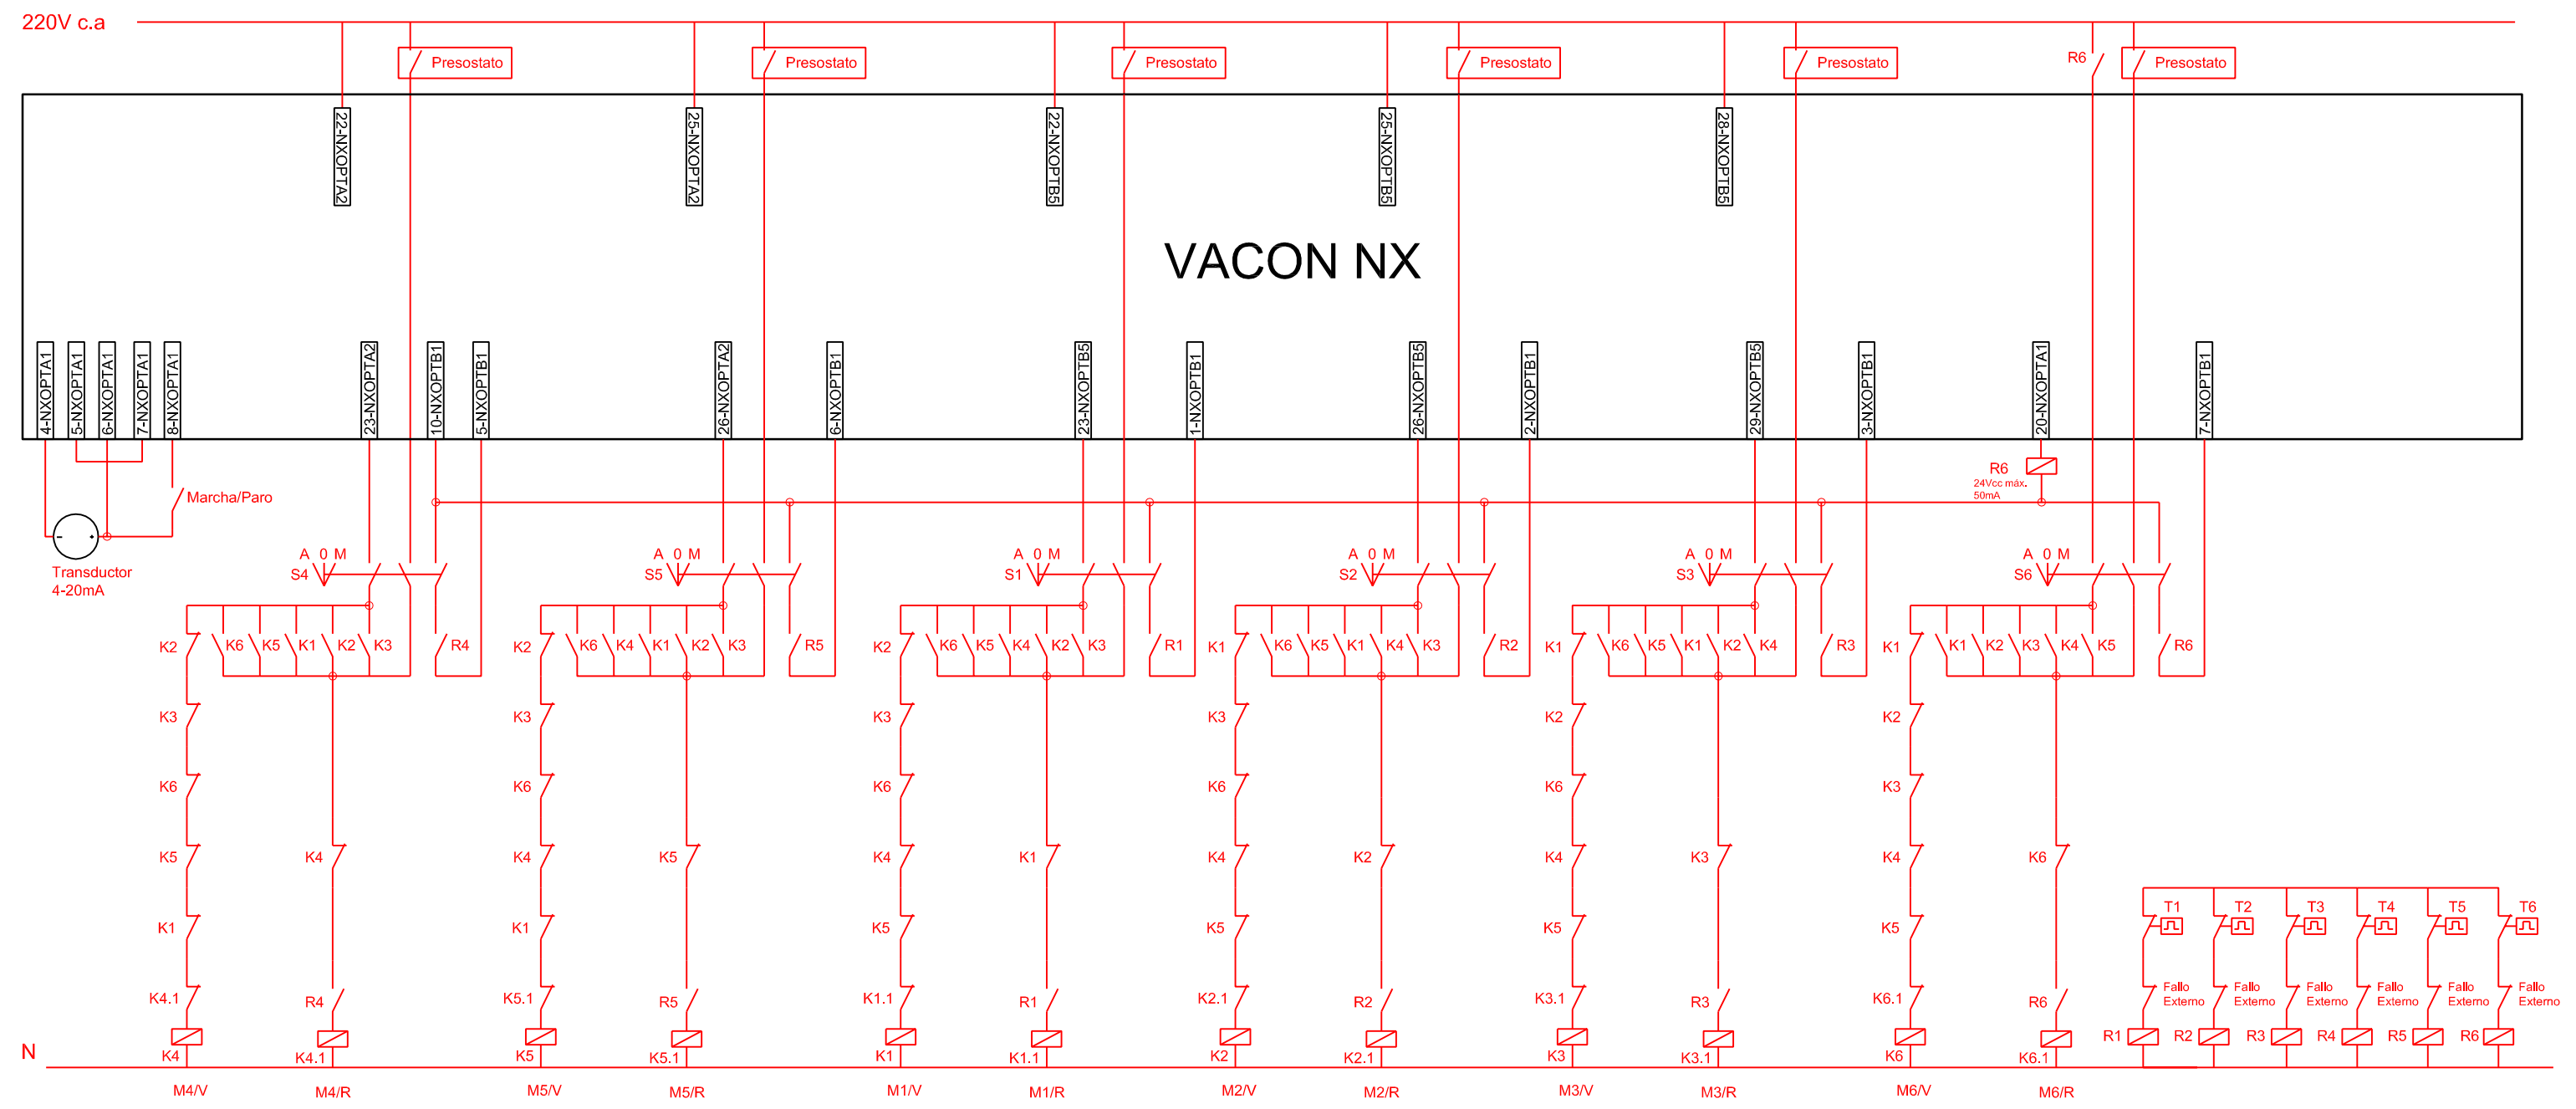 220V c.a
Presostato
Presostato
Presostato
Presostato
Presostato
R6
Presostato
22-NXOPTA2
25-NXOPTA2
22-NXOPTB5
25-NXOPTB5
28-NXOPTB5
VACON NX
4-NXOPTA1
5-NXOPTA1
6-NXOPTA1
7-NXOPTA1
8-NXOPTA1
23-NXOPTA2
10-NXOPTB1
5-NXOPTB1
26-NXOPTA2
6-NXOPTB1
23-NXOPTB5
1-NXOPTB1
26-NXOPTB5
2-NXOPTB1
29-NXOPTB5
3-NXOPTB1
20-NXOPTA1
7-NXOPTB1
R6
24Vcc máx.
50mA
Marcha/Paro
- +
Transductor
4-20mA
A 0 M
S4
A 0 M
S5
A 0 M
S1
A 0 M
S2
A 0 M
S3
A 0 M
S6
K2 K6 K5 K1 K2 K3 R4
K2 K6 K4 K1 K2 K3 R5
K2 K6 K5 K4 K2 K3 R1
K1 K6 K5 K1 K4 K3 R2
K1 K6 K5 K1 K2 K4 R3
K1 K1 K2 K3 K4 K5 R6
K3 K3 K3 K3 K2 K2
K6 K6 K6 K6 K6 K3
K5 K4 K4 K5 K4 K1 K4 K2 K4 K3 K4 K6
K1 K1 K5 K5 K5 K5
T1 T2 T3 T4 T5 T6
K4.1 R4 K5.1 R5 K1.1 R1 K2.1 R2 K3.1 R3 K6.1 R6
Fallo
Externo
Fallo
Externo
Fallo
Externo
Fallo
Externo
Fallo
Externo
Fallo
Externo
R1 R2 R3 R4 R5 R6
N
K4 K4.1 K5 K5.1 K1 K1.1 K2 K2.1 K3 K3.1 K6 K6.1
M4/V M4/R M5/V M5/R M1/V M1/R M2/V M2/R M3/V M3/R M6/V M6/R